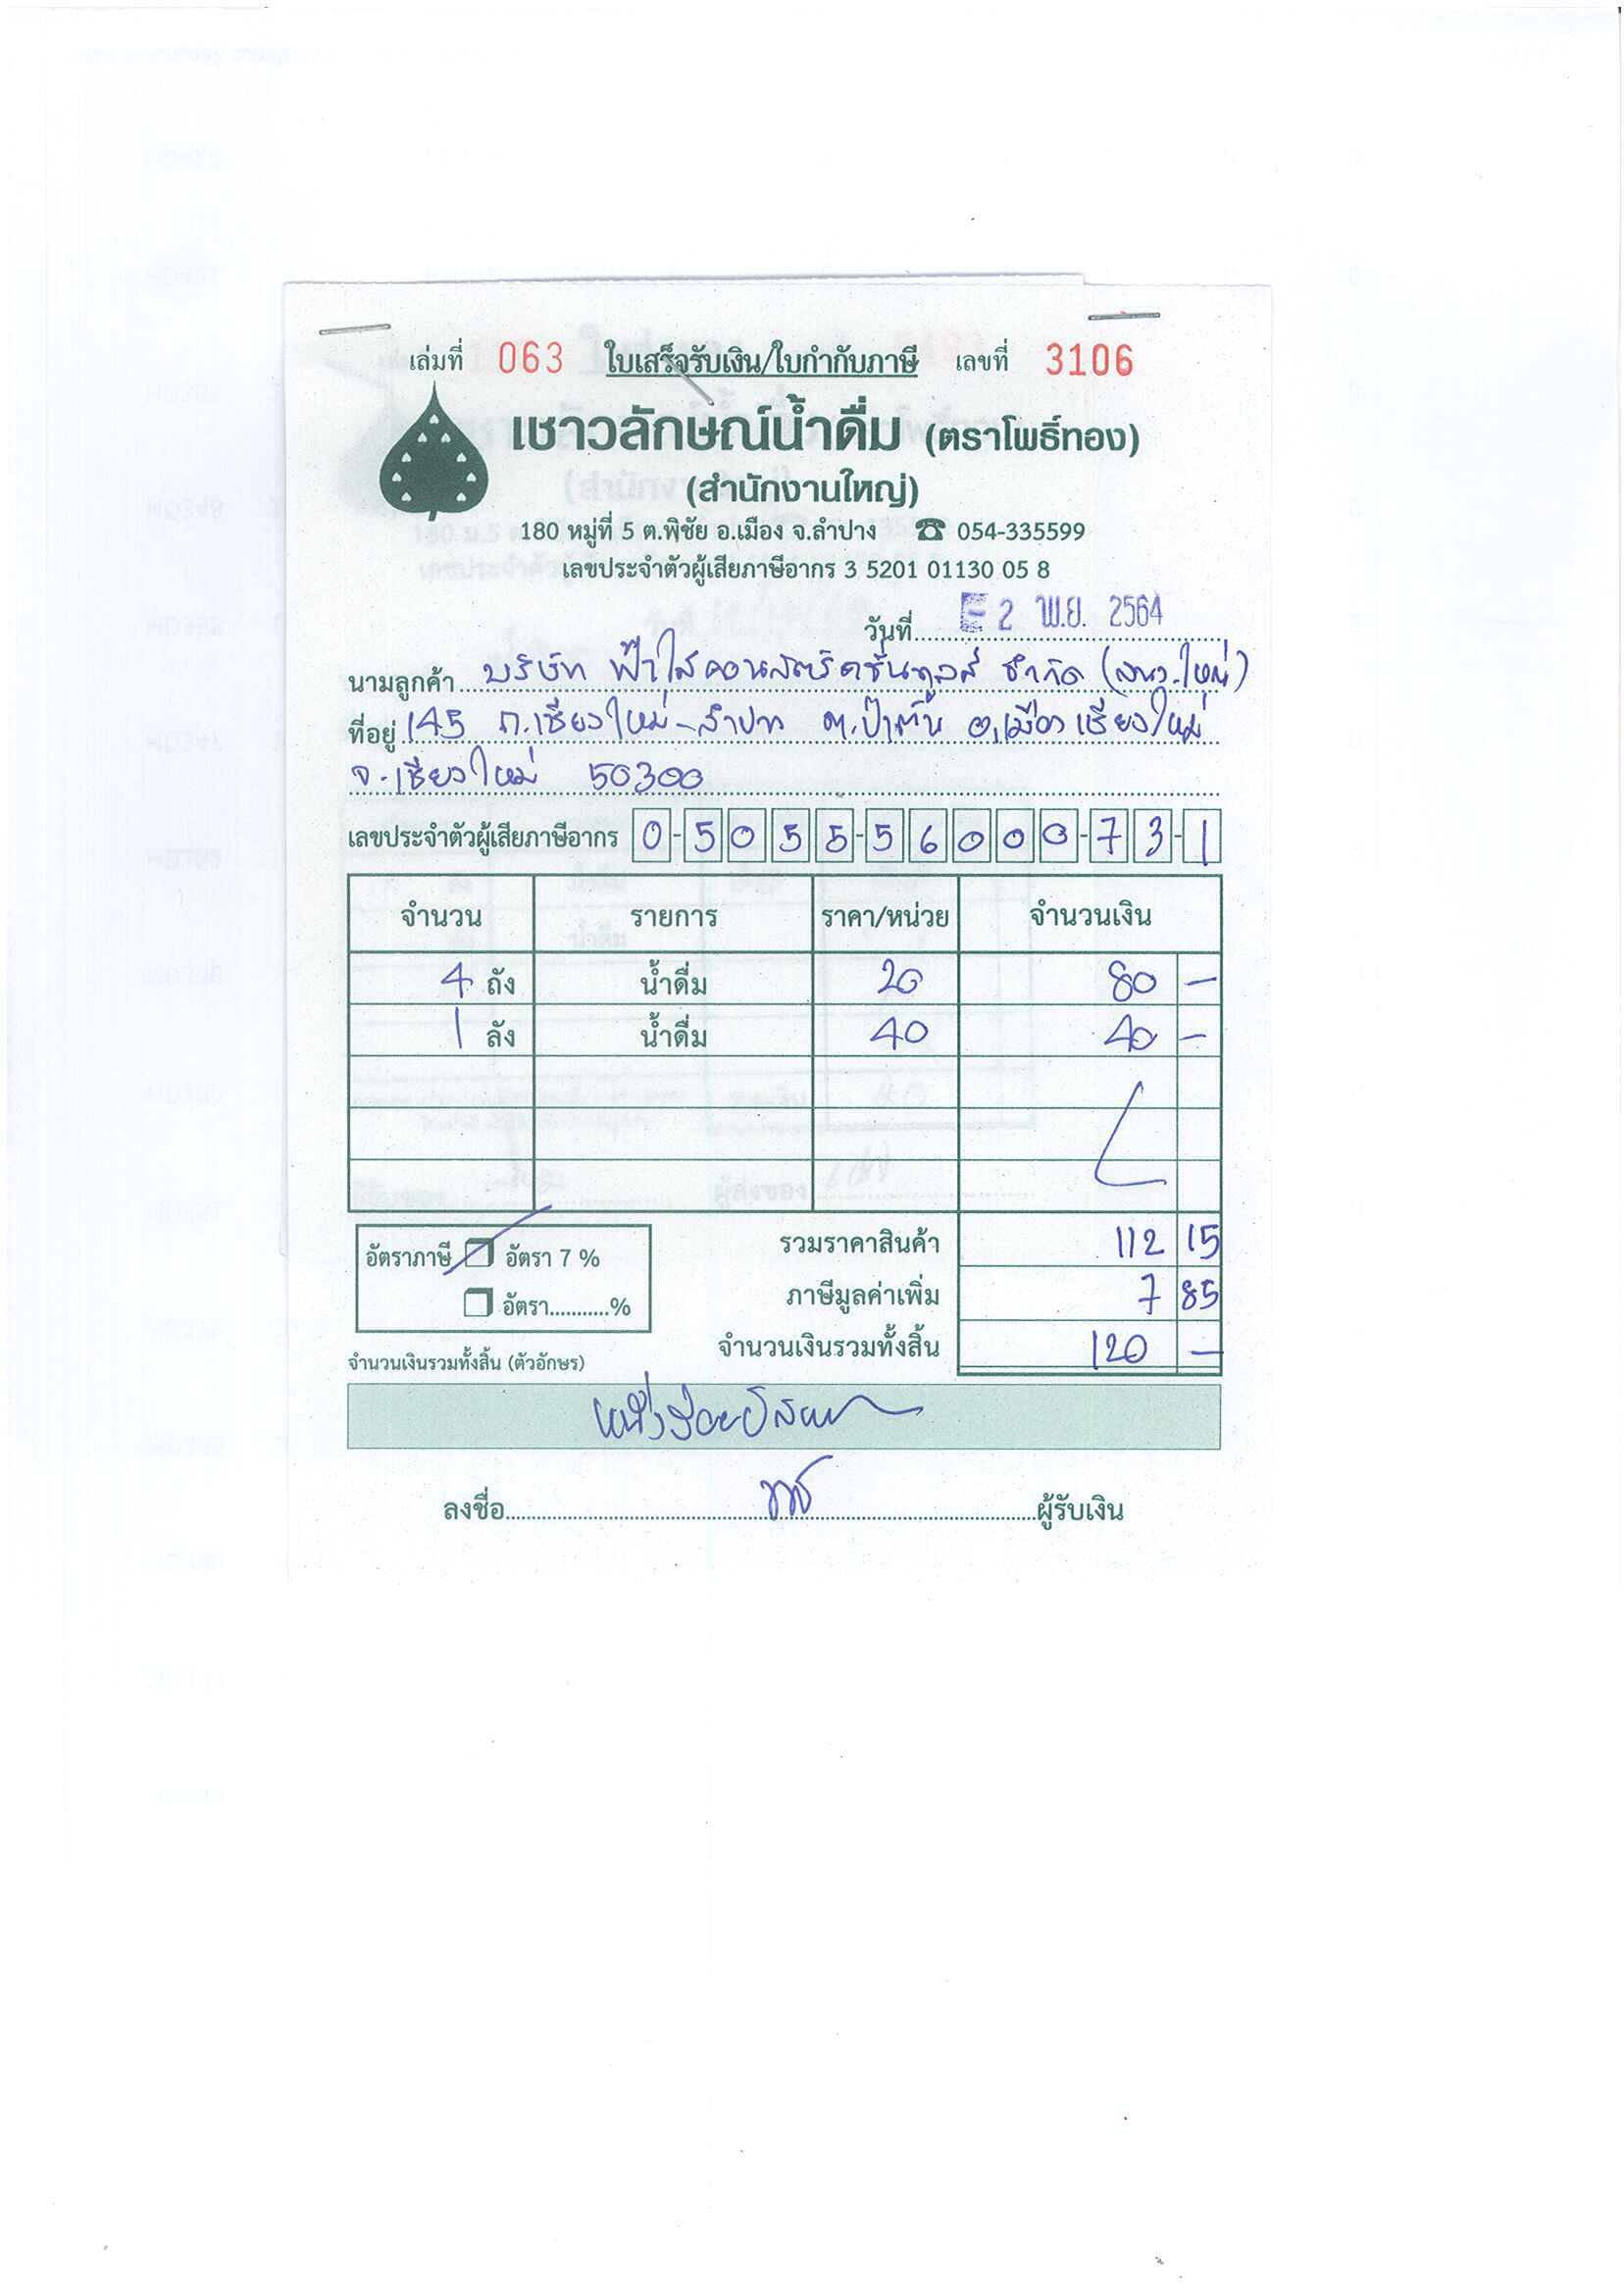 เล่มที่ 063 ใบเสร็จรับเงิน/ใบกำกับภาษี เลขที่ 3106
เชาวลักษณ์น้ำดื่ม (ตราโพธิ์ทอง)
(สำนักงานใหญ่)
180 หมู่ที่ 5 ต.พิชัย อ.เมือง จ.ลำปาง ☎ 054-335599
เลขประจำตัวผู้เสียภาษีอากร 3 5201 01130 05 8
วันที่ - 2 พ.ย. 2564
นามลูกค้า บริษัท ฟ้าใสคอนสตรัคชั่นทูลส์ จำกัด (สนง.ใหญ่)
ที่อยู่ 145 ถ.เชียงใหม่-ลำปาง ต.ป่าตัน อ.เมืองเชียงใหม่
จ.เชียงใหม่ 50300
เลขประจำตัวผู้เสียภาษีอากร 0-5055-56000-73-1
จำนวน รายการ ราคา/หน่วย จำนวนเงิน
4 ถัง น้ำดื่ม 20 80 -
1 ลัง น้ำดื่ม 40 40 -
รวมราคาสินค้า 112 15
อัตราภาษี อัตรา 7 %
ภาษีมูลค่าเพิ่ม 7 85
อัตรา...........%
จำนวนเงินรวมทั้งสิ้น 120 -
จำนวนเงินรวมทั้งสิ้น (ตัวอักษร)
หนึ่งร้อยยี่สิบบาท
ลงชื่อ ผู้รับเงิน